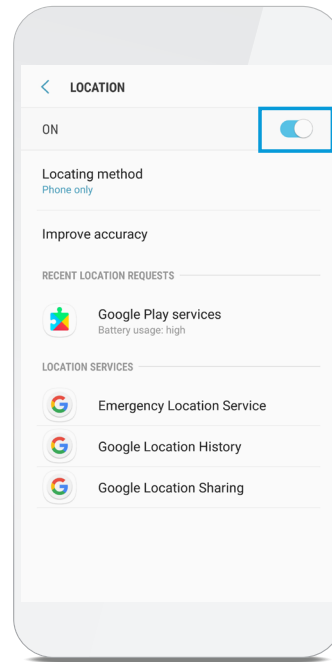 LOCATION
ON
Locating method
Phone only
Improve accuracy
RECENT LOCATION REQUESTS
Google Play services
Battery usage: high
LOCATION SERVICES
Emergency Location Service
Google Location History
Google Location Sharing